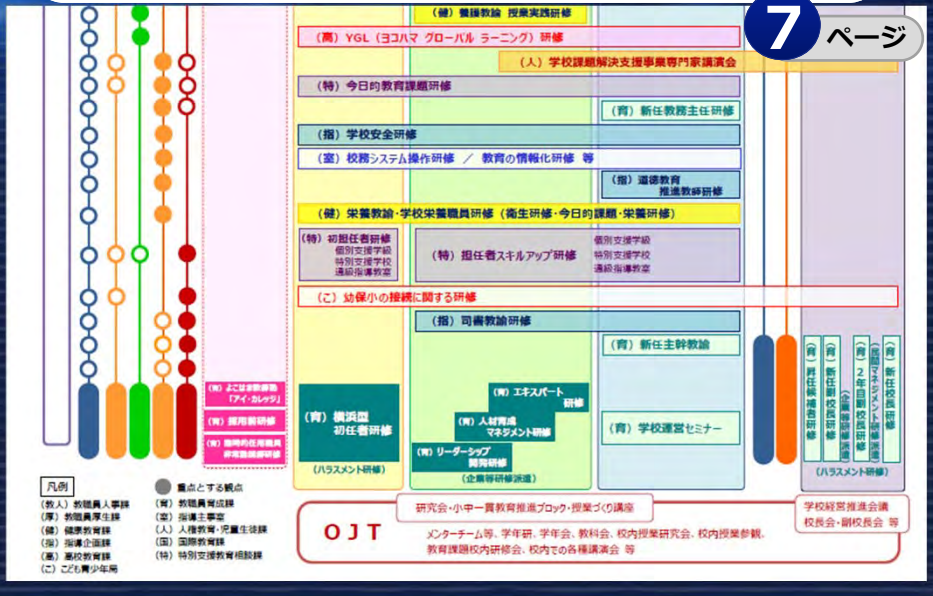 (健) 養護教諭 授業実践研修
7 ページ
(高) YGL (ヨコハマ グローバル ラーニング) 研修
(人) 学校課題解決支援事業専門家講演会
(特) 今日的教育課題研修
(育) 新任教務主任研修
(指) 学校安全研修
(室) 校務システム操作研修 / 教育の情報化研修 等
(指) 道徳教育
推進教師研修
(健) 栄養教諭・学校栄養職員研修 (衛生研修・今日的課題・栄養研修)
(特) 初担任者研修
個別支援学級
特別支援学校
通級指導教室
(特) 担任者スキルアップ研修
個別支援学級
特別支援学校
通級指導教室
(こ) 幼保小の接続に関する研修
(指) 司書教諭研修
(育) 新任主幹教諭
(育) よこはま教師塾
「アイ・カレッジ」
(育) 採用前研修
(育) 臨時的任用職員
非常勤講師研修
(育) 横浜型
初任者研修
(ハラスメント研修)
(育) エキスパート
研修
(育) 人材育成
マネジメント研修
(育) リーダーシップ
開発研修
(企業等研修派遣)
(育) 学校運営セミナー
(育) 昇任候補者研修
(育) 新任副校長研修
(企業等研修派遣)
(育) 2年目副校長研修
(民間マネジメント研修派遣)
(育) 新任校長研修
(ハラスメント研修)
凡例
重点とする観点
(教人) 教職員人事課
(厚) 教職員厚生課
(健) 健康教育課
(指) 指導企画課
(高) 高校教育課
(こ) こども青少年局
(育) 教職員育成課
(室) 指導主事室
(人) 人権教育・児童生徒課
(国) 国際教育課
(特) 特別支援教育相談課
OJT
研究会・小中一貫教育推進ブロック・授業づくり講座
メンターチーム等、学年研、学年会、教科会、校内授業研究会、校内授業参観、
教育課題校内研修会、校内での各種講演会 等
学校経営推進会議
校長会・副校長会 等